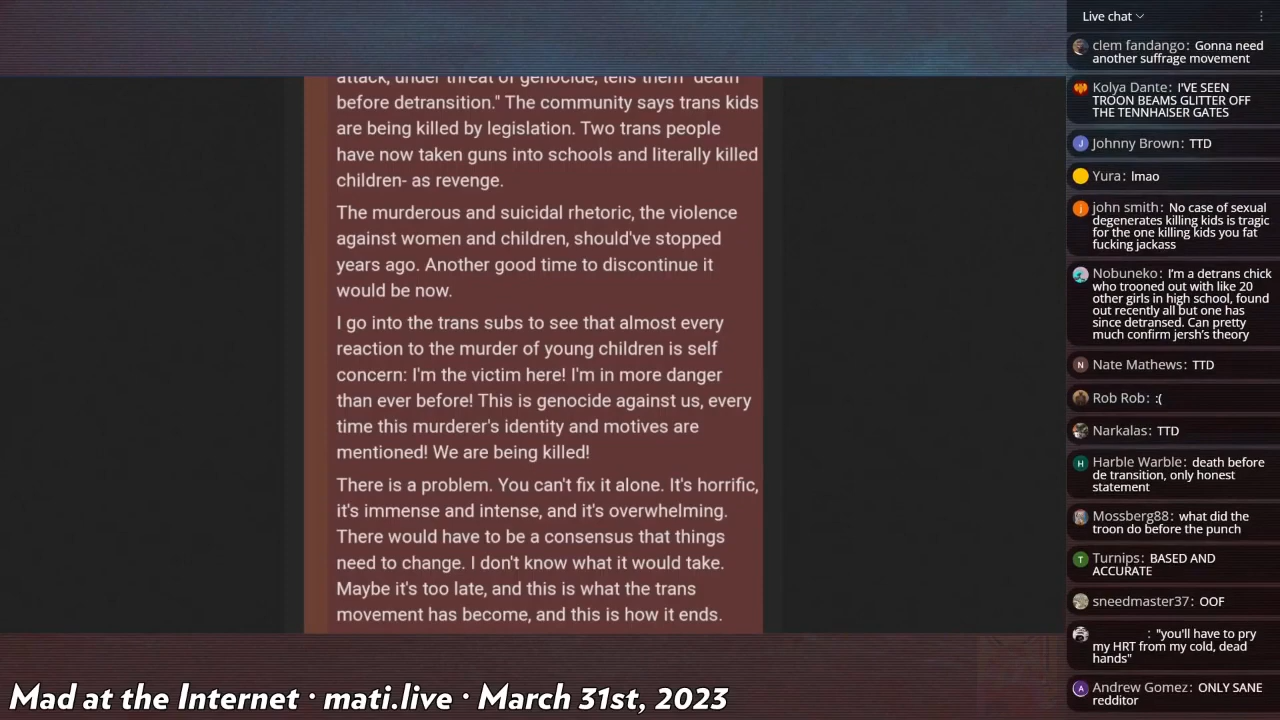 attack, under threat of genocide, tells them "death
before detransition." The community says trans kids
are being killed by legislation. Two trans people
have now taken guns into schools and literally killed
children- as revenge.
The murderous and suicidal rhetoric, the violence
against women and children, should've stopped
years ago. Another good time to discontinue it
would be now.
I go into the trans subs to see that almost every
reaction to the murder of young children is self
concern: I'm the victim here! I'm in more danger
than ever before! This is genocide against us, every
time this murderer's identity and motives are
mentioned! We are being killed!
There is a problem. You can't fix it alone. It's horrific,
it's immense and intense, and it's overwhelming.
There would have to be a consensus that things
need to change. I don't know what it would take.
Maybe it's too late, and this is what the trans
movement has become, and this is how it ends.
Live chat
clem fandango: Gonna need
another suffrage movement
Kolya Dante: I'VE SEEN
TROON BEAMS GLITTER OFF
THE TENNHAISER GATES
Johnny Brown: TTD
Yura: lmao
john smith: No case of sexual
degenerates killing kids is tragic
for the one killing kids you fat
fucking jackass
Nobuneko: I'm a detrans chick
who trooned out with like 20
other girls in high school, found
out recently all but one has
since detransed. Can pretty
much confirm jersh's theory
Nate Mathews: TTD
Rob Rob: :(
Narkalas: TTD
Harble Warble: death before
de transition, only honest
statement
Mossberg88: what did the
troon do before the punch
Turnips: BASED AND
ACCURATE
sneedmaster37: OOF
: "you'll have to pry
my HRT from my cold, dead
hands"
Andrew Gomez: ONLY SANE
redditor
Mad at the Internet · mati.live · March 31st, 2023